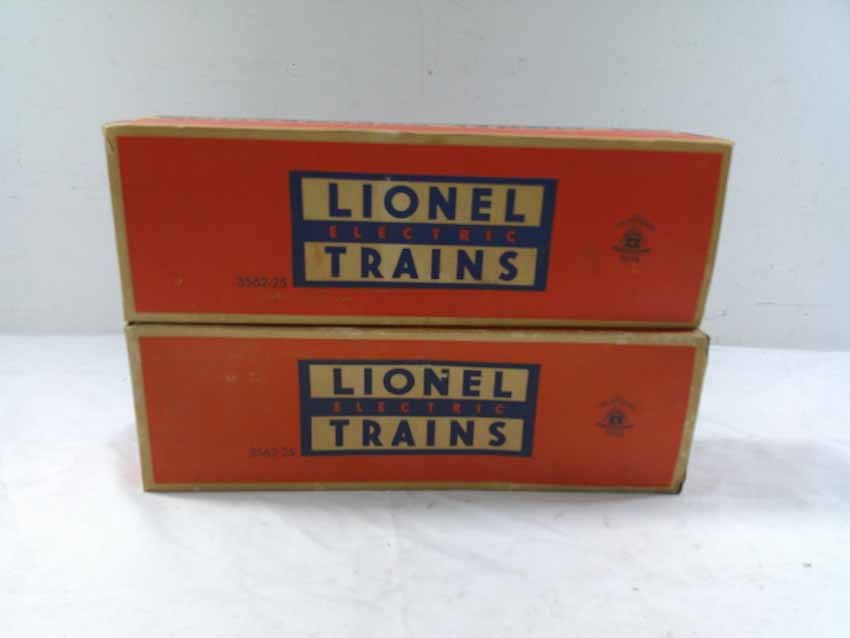 LIONEL
ELECTRIC
TRAINS
3562-25
LIONEL
ELECTRIC
TRAINS
3562-25